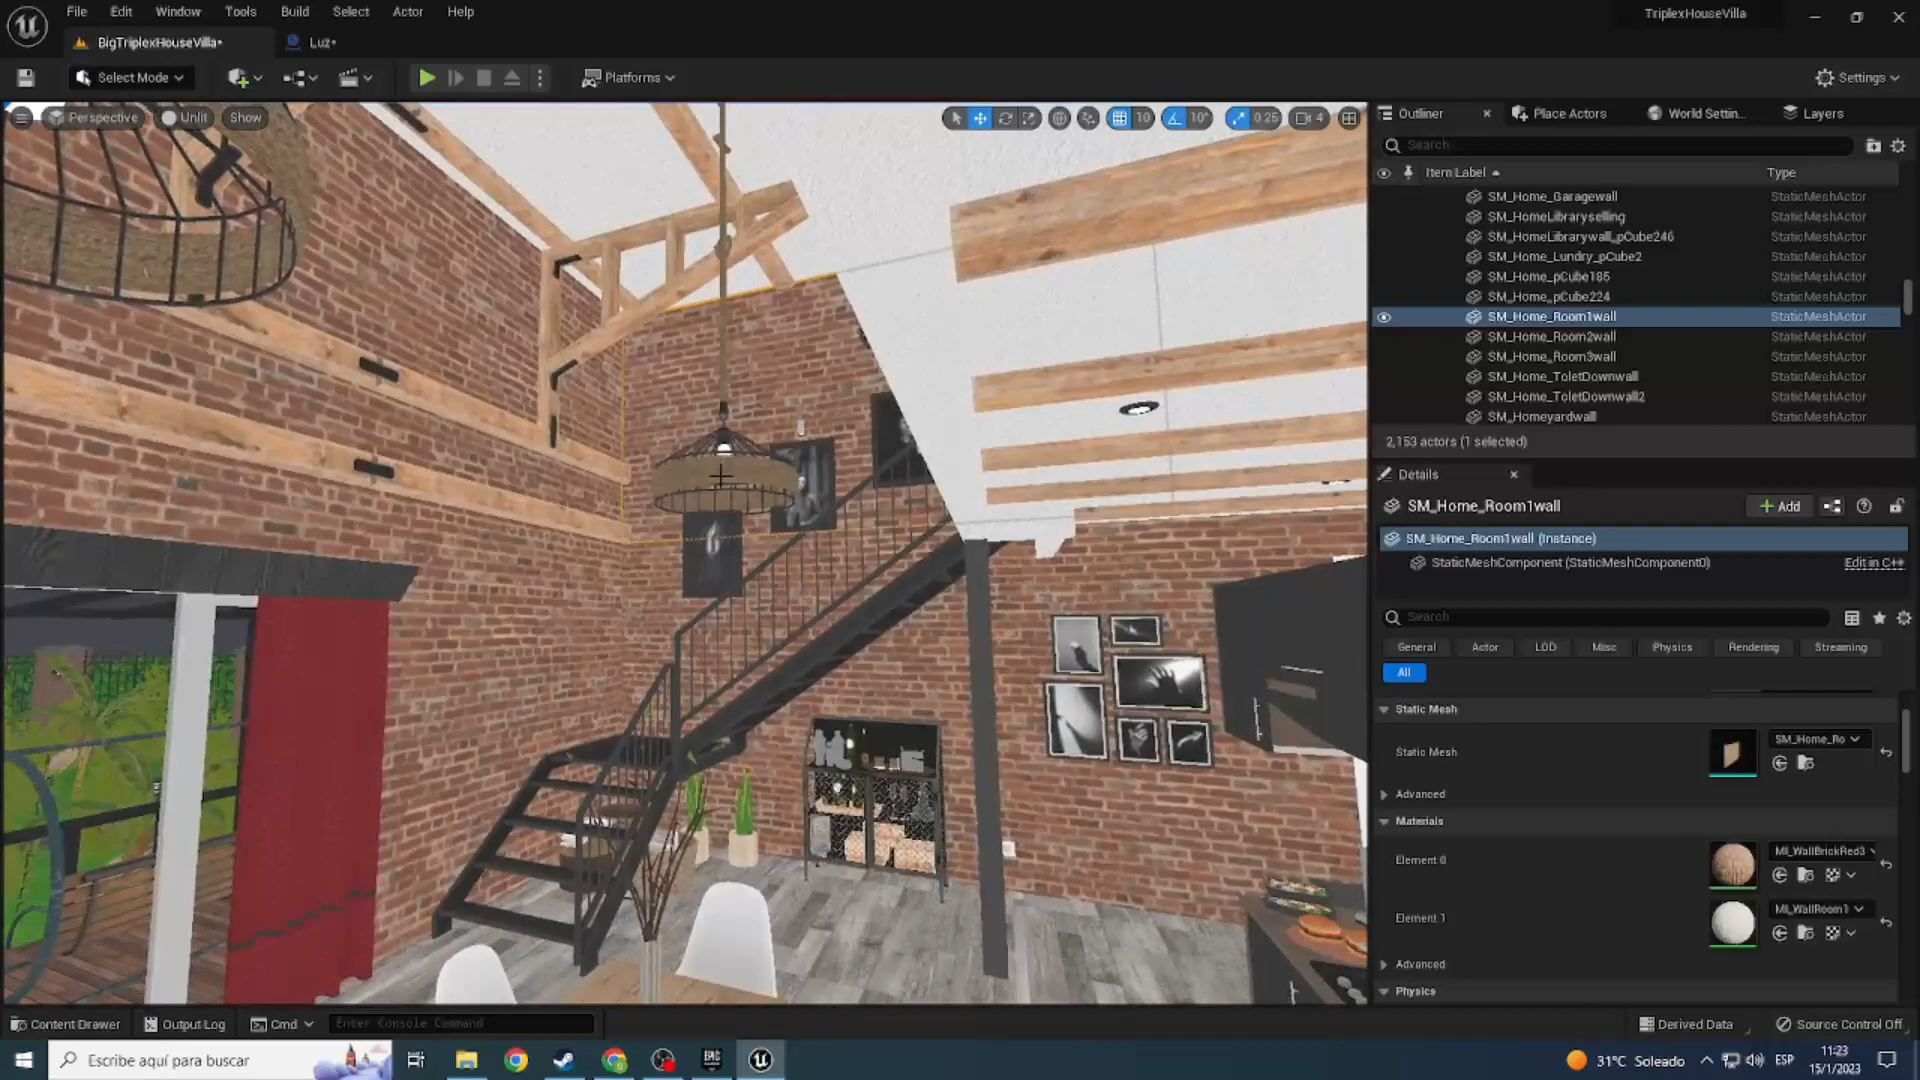 File Edit Window Tools Build Select Actor Help
TriplexHouseVilla
BigTriplexHouseVilla*
Luz*
Select Mode
Platforms
Settings
Perspective
Unlit
Show
10
10°
0.25
4
Outliner
Place Actors
World Settin...
Layers
Search...
Item Label
Type
SM_Home_Garagewall StaticMeshActor
SM_HomeLibraryselling StaticMeshActor
SM_HomeLibrarywall_pCube246 StaticMeshActor
SM_Home_Lundry_pCube2 StaticMeshActor
SM_Home_pCube185 StaticMeshActor
SM_Home_pCube224 StaticMeshActor
SM_Home_Room1wall StaticMeshActor
SM_Home_Room2wall StaticMeshActor
SM_Home_Room3wall StaticMeshActor
SM_Home_ToletDownwall StaticMeshActor
SM_Home_ToletDownwall2 StaticMeshActor
SM_Homeyardwall StaticMeshActor
2,153 actors (1 selected)
Details
SM_Home_Room1wall
Add
SM_Home_Room1wall (Instance)
StaticMeshComponent (StaticMeshComponent0)
Edit in C++
Search
General Actor LOD Misc Physics Rendering Streaming
All
Static Mesh
Static Mesh
SM_Home_Ro
Advanced
Materials
Element 0
MI_WallBrickRed3
Element 1
MI_WallRoom1
Advanced
Physics
Content Drawer
Output Log
Cmd
Enter Console Command
Derived Data
Source Control Off
Escribe aquí para buscar
EPIC
31°C Soleado
ESP
11:23
15/1/2023